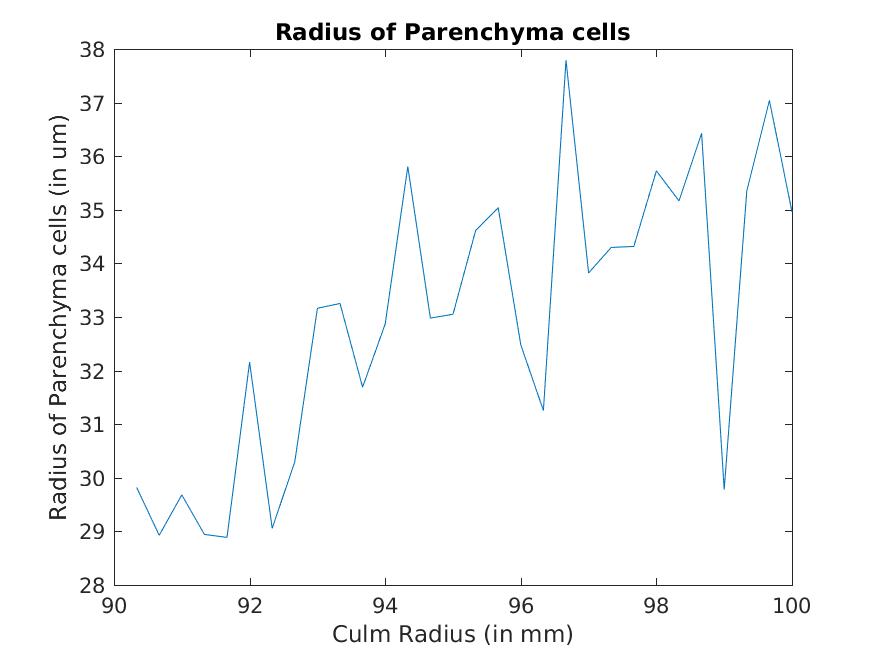 Radius of Parenchyma cells
38
37
36
35
34
33
32
31
30
29
28
Radius of Parenchyma cells (in um)
90 92 94 96 98 100
Culm Radius (in mm)